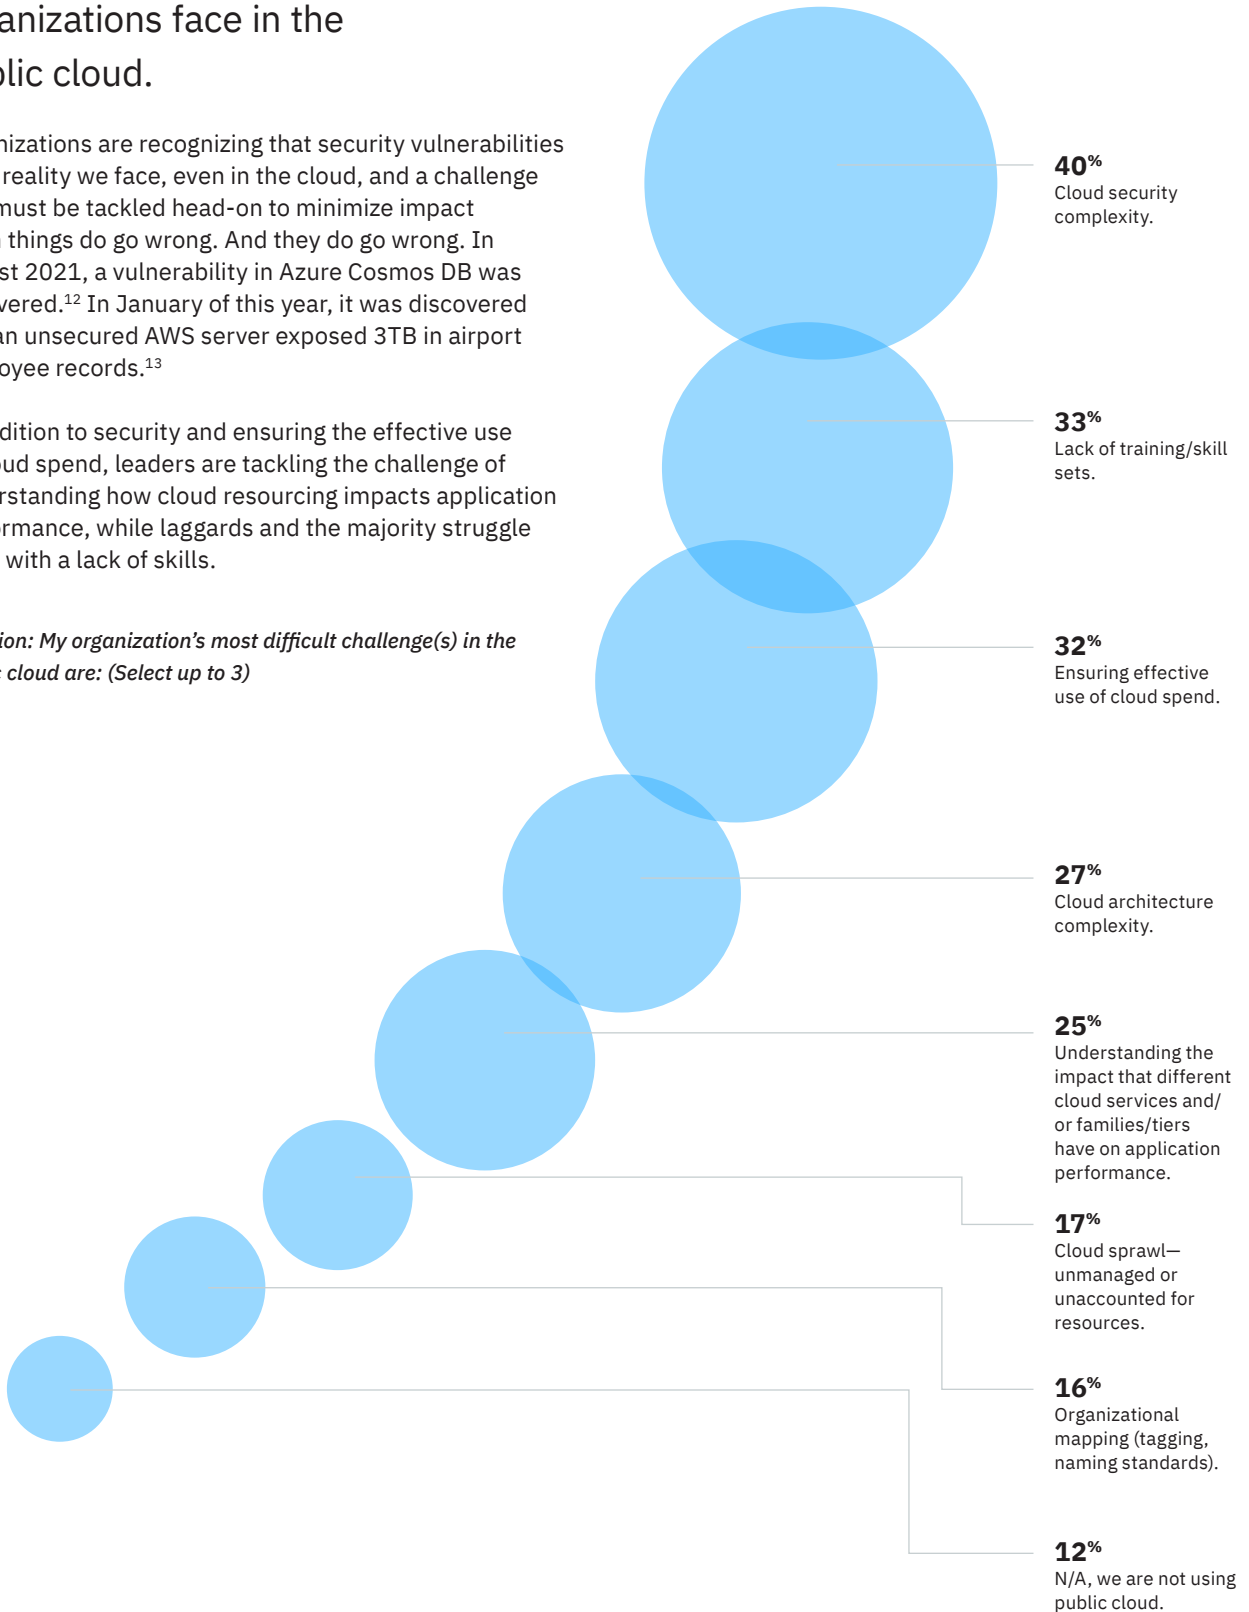 anizations face in the
lic cloud.
nizations are recognizing that security vulnerabilities
reality we face, even in the cloud, and a challenge
must be tackled head-on to minimize impact
things do go wrong. And they do go wrong. In
st 2021, a vulnerability in Azure Cosmos DB was
vered.12 In January of this year, it was discovered
an unsecured AWS server exposed 3TB in airport
oyee records.13
dition to security and ensuring the effective use
oud spend, leaders are tackling the challenge of
rstanding how cloud resourcing impacts application
rmance, while laggards and the majority struggle
with a lack of skills.
ion: My organization’s most difficult challenge(s) in the
cloud are: (Select up to 3)
40%
Cloud security
complexity.
33%
Lack of training/skill
sets.
32%
Ensuring effective
use of cloud spend.
27%
Cloud architecture
complexity.
25%
Understanding the
impact that different
cloud services and/
or families/tiers
have on application
performance.
17%
Cloud sprawl—
unmanaged or
unaccounted for
resources.
16%
Organizational
mapping (tagging,
naming standards).
12%
N/A, we are not using
public cloud.